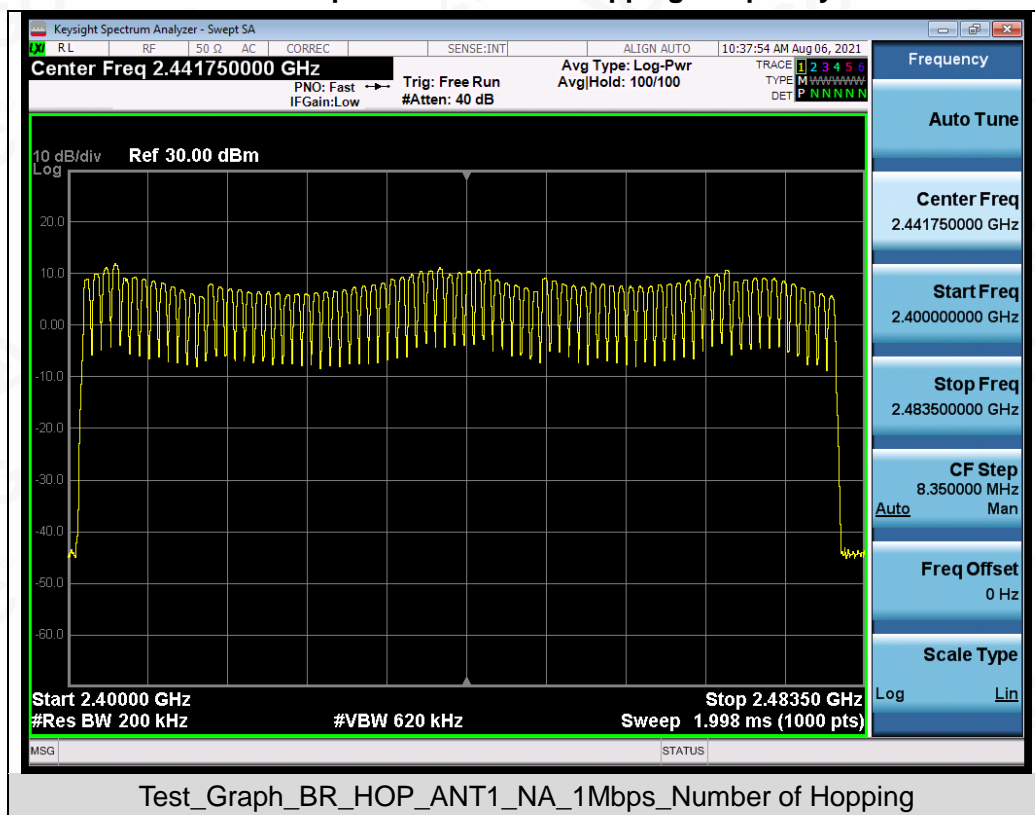 Keysight Spectrum Analyzer - Swept SA
LXI RL RF 50 Ω AC CORREC SENSE:INT ALIGN AUTO 10:37:54 AM Aug 06, 2021
Center Freq 2.441750000 GHz
PNO: Fast
IFGain:Low
Trig: Free Run
#Atten: 40 dB
Avg Type: Log-Pwr
Avg|Hold: 100/100
TRACE 1 2 3 4 5 6
TYPE M WWWWW
DET P N N N N N
10 dB/div Ref 30.00 dBm
Log
20.0
10.0
0.00
-10.0
-20.0
-30.0
-40.0
-50.0
-60.0
Start 2.40000 GHz Stop 2.48350 GHz
#Res BW 200 kHz #VBW 620 kHz Sweep 1.998 ms (1000 pts)
MSG STATUS
Frequency
Auto Tune
Center Freq
2.441750000 GHz
Start Freq
2.400000000 GHz
Stop Freq
2.483500000 GHz
CF Step
8.350000 MHz
Auto Man
Freq Offset
0 Hz
Scale Type
Log Lin
Test_Graph_BR_HOP_ANT1_NA_1Mbps_Number of Hopping